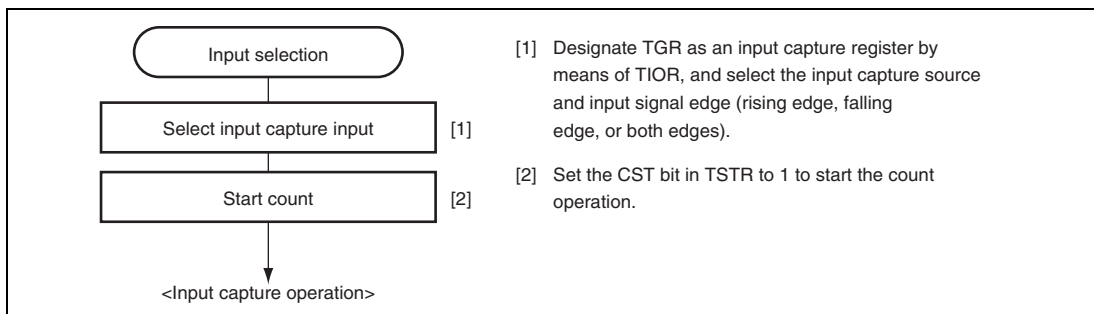 Input selection
Select input capture input
[1]
Start count
[2]
<Input capture operation>
[1] Designate TGR as an input capture register by
means of TIOR, and select the input capture source
and input signal edge (rising edge, falling
edge, or both edges).
[2] Set the CST bit in TSTR to 1 to start the count
operation.